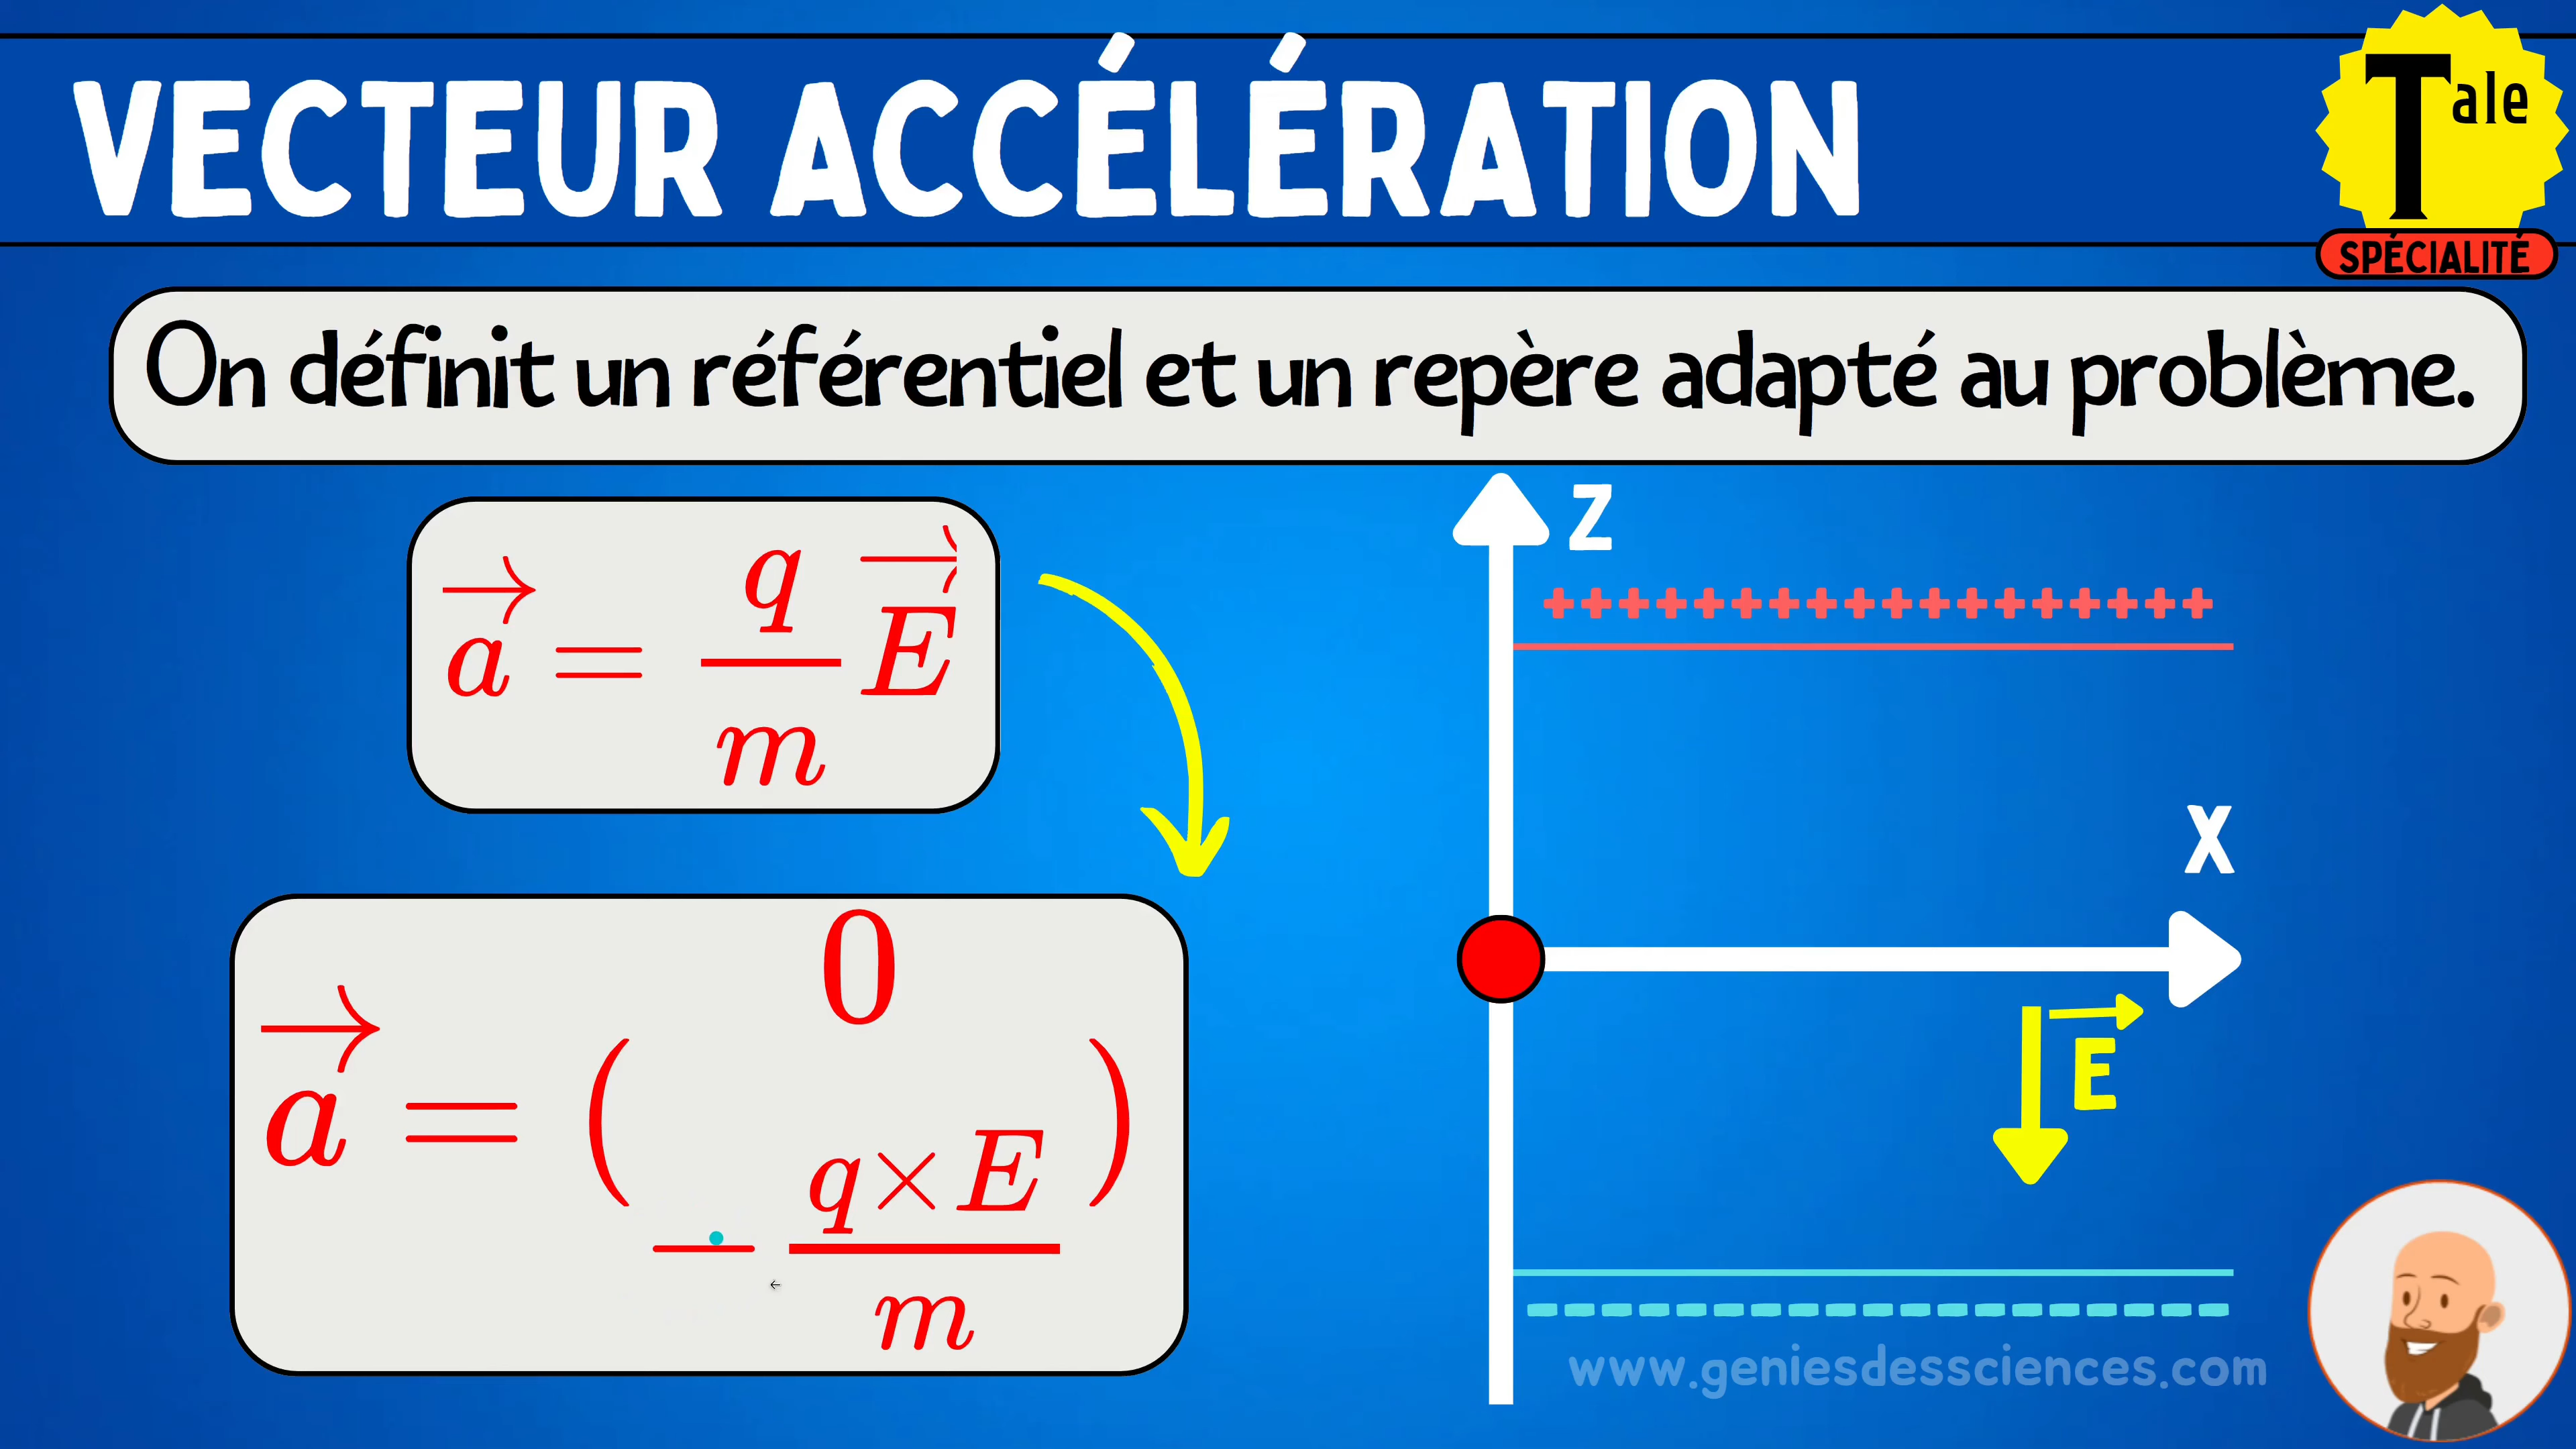 VECTEUR ACCÉLÉRATION
Tale
SPÉCIALITÉ
On définit un référentiel et un repère adapté au problème.
a = q/m E
Z
+++++++++++++++++
X
a = ( 0
- q×E/m )
E
www.geniesdessciences.com